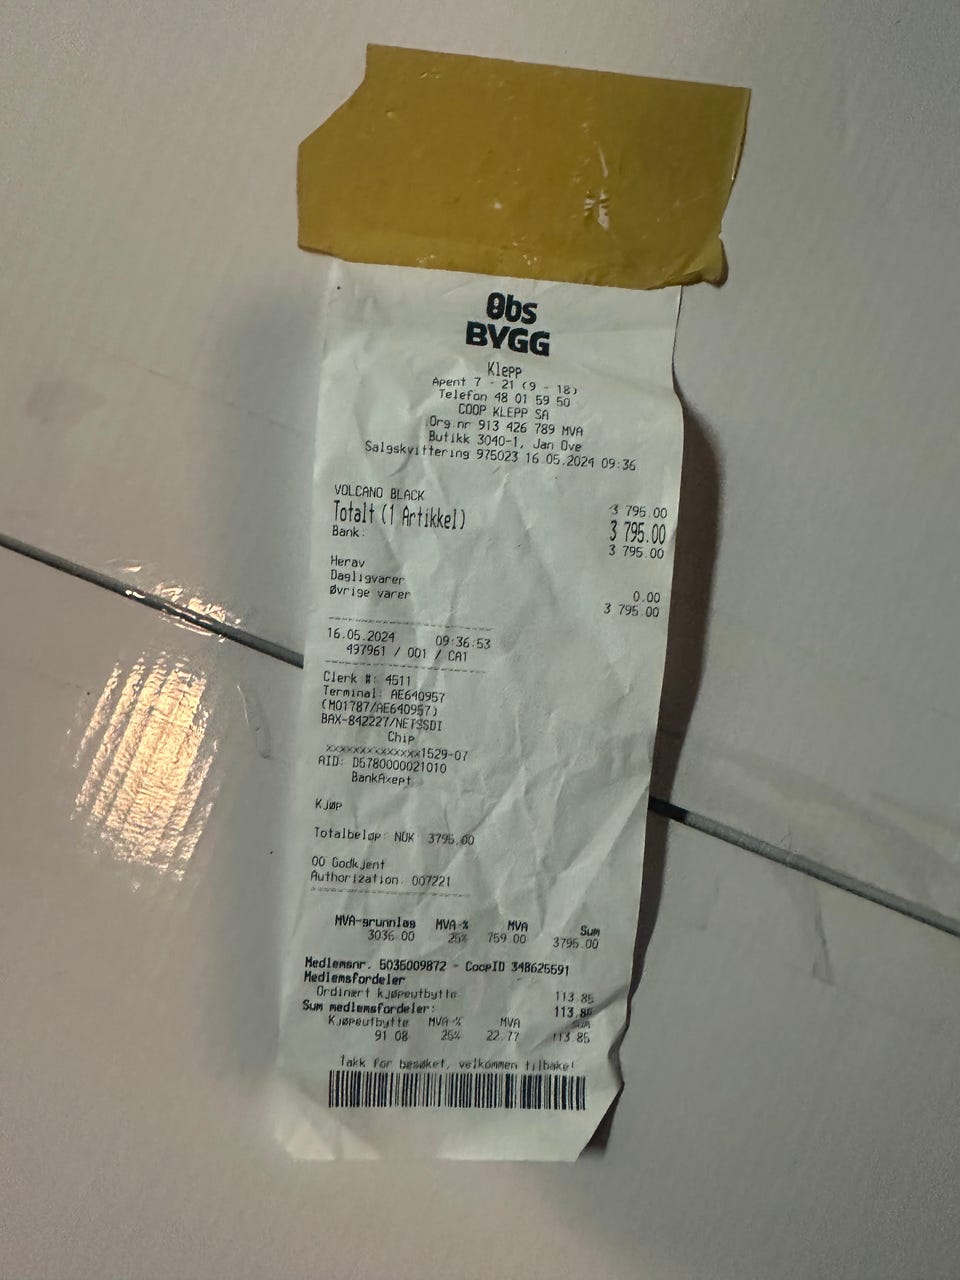 Obs
BYGG
Klepp
Apent 7 - 21 (9 - 18)
Telefon 48 01 59 50
COOP KLEPP SA
Org nr 913 426 789 MVA
Butikk 3040-1, Jan Ove
Salgskvittering 975023 16.05.2024 09:36
VOLCANO BLACK 3 795.00
Totalt (1 Artikkel) 3 795.00
Bank: 3 795.00
Herav
Dagligvarer 0.00
Øvrige varer 3 795.00
16.05.2024 09:36:53
497961 / 001 / CA1
Clerk #: 4511
Terminal: AE640957
(M01787/AE640957)
BAX-842227/NETSSDI
Chip
xxxxxxxxxxxxxx1529-07
AID: D5780000021010
BankAxept
Kjøp
Totalbeløp: NOK 3795.00
00 Godkjent
Authorization: 007221
MVA-grunnlag MVA-% MVA Sum
3036.00 25% 759.00 3795.00
Medlemsnr. 5035009872 - CoopID 348625591
Medlemsfordeler
Ordinært kjøpeutbytte 113.85
Sum medlemsfordeler: 113.85
Kjøpeutbytte MVA-% MVA Sum
91.08 25% 22.77 113.85
Takk for besøket, velkommen tilbake!